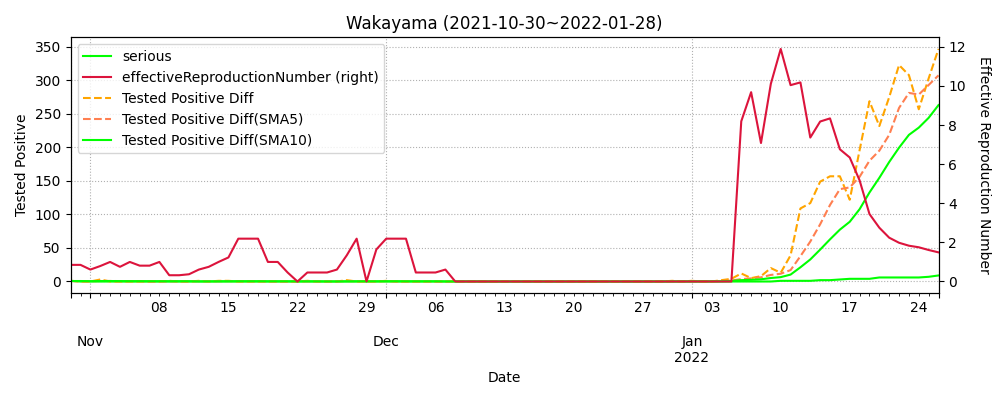 Wakayama (2021-10-30~2022-01-28)
serious
effectiveReproductionNumber (right)
Tested Positive Diff
Tested Positive Diff(SMA5)
Tested Positive Diff(SMA10)
350
300
250
200
150
100
50
0
Tested Positive
12
10
8
6
4
2
0
Effective Reproduction Number
08 15 22 29 06 13 20 27 03 10 17 24
Nov Dec Jan
2022
Date